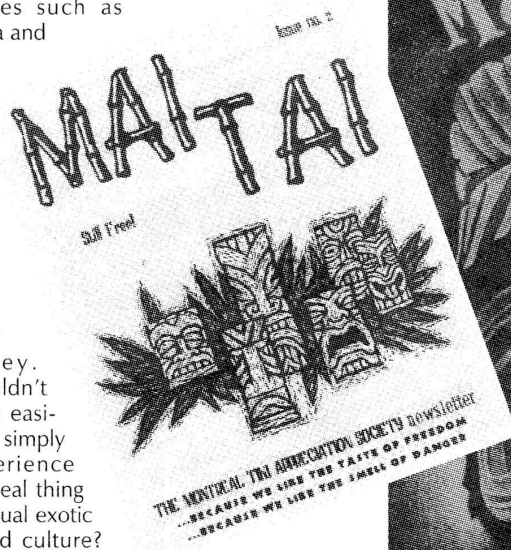 es such as
a and
Issue no. 2
MAI TAI
Still Free!
THE MONTREAL TIKI APPRECIATION SOCIETY newsletter
...BECAUSE WE LIKE THE TASTE OF FREEDOM
...BECAUSE WE LIKE THE SMELL OF DANGER
ey.
ldn't
easi-
simply
erience
eal thing
ual exotic
d culture?